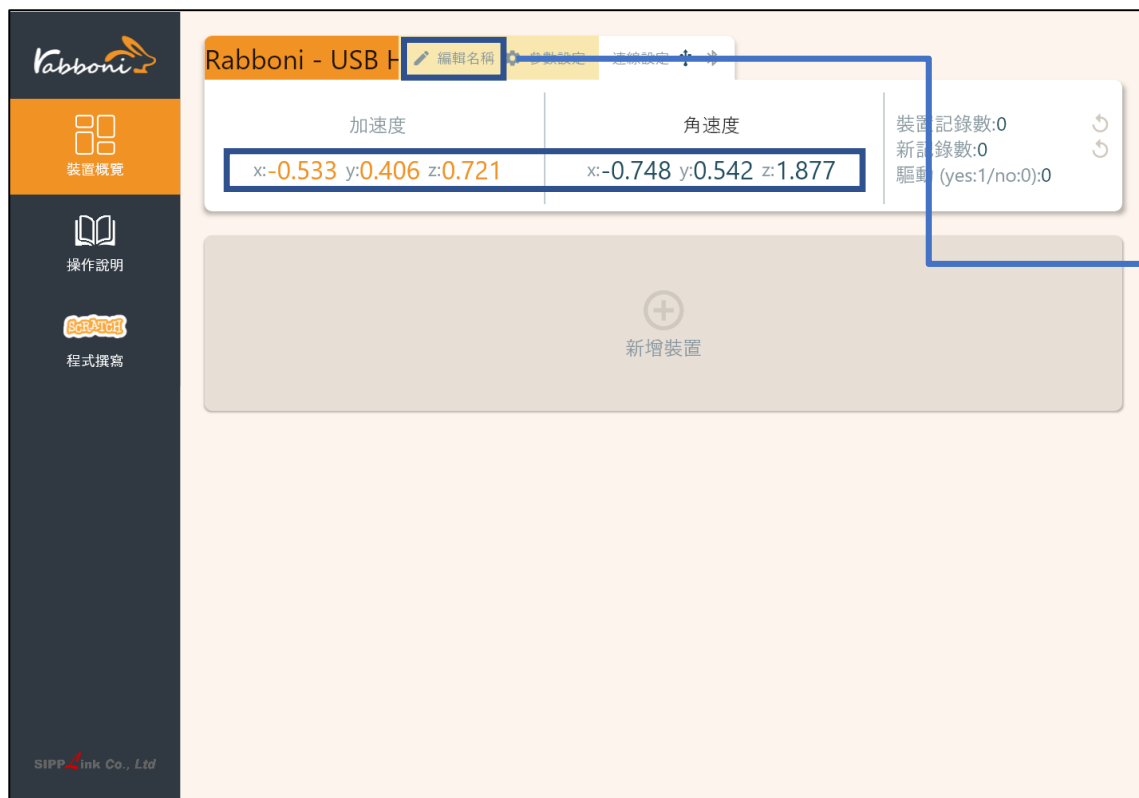 Rabboni
裝置概覽
操作說明
SCRATCH
程式撰寫
SIPPLink Co., Ltd
Rabboni - USB H 編輯名稱 參數設定 連線設定
加速度
x:-0.533 y:0.406 z:0.721
角速度
x:-0.748 y:0.542 z:1.877
裝置記錄數:0
新記錄數:0
驅動 (yes:1/no:0):0
新增裝置